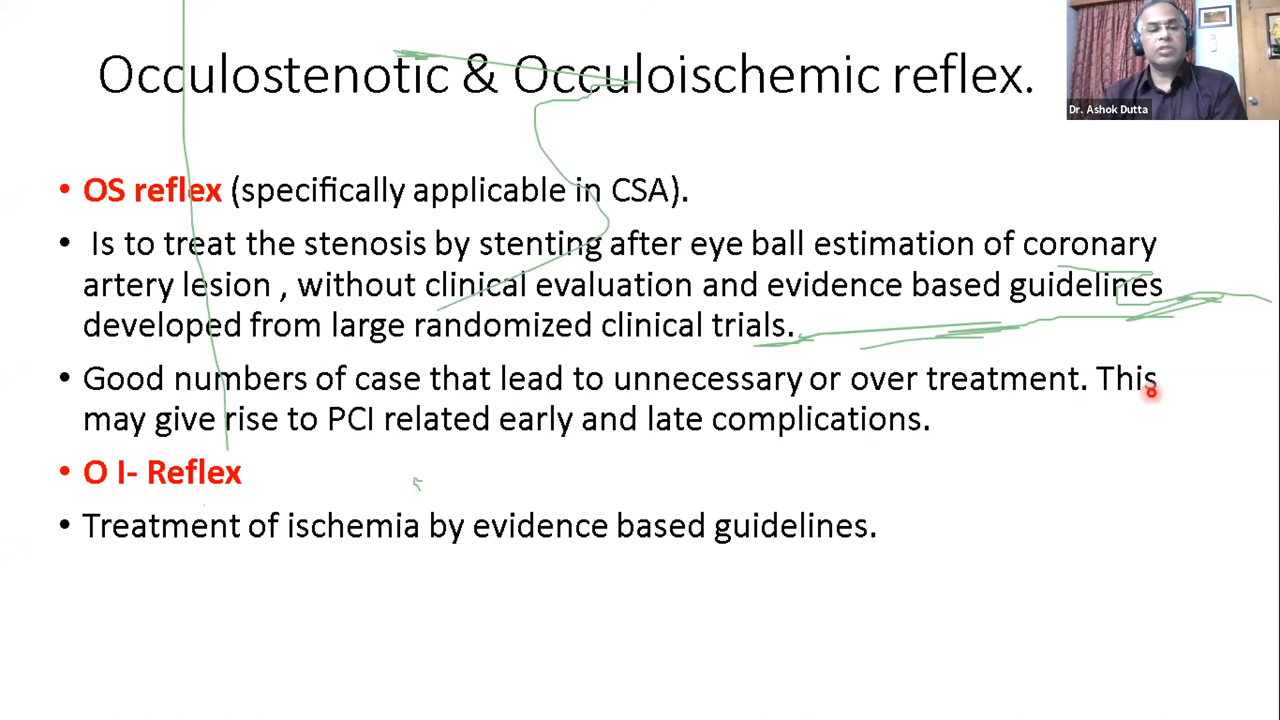 Occulostenotic & Occuloischemic reflex.
Dr. Ashok Dutta
• OS reflex (specifically applicable in CSA).
• Is to treat the stenosis by stenting after eye ball estimation of coronary
artery lesion , without clinical evaluation and evidence based guidelines
developed from large randomized clinical trials.
• Good numbers of case that lead to unnecessary or over treatment. This
may give rise to PCI related early and late complications.
• O I- Reflex
• Treatment of ischemia by evidence based guidelines.